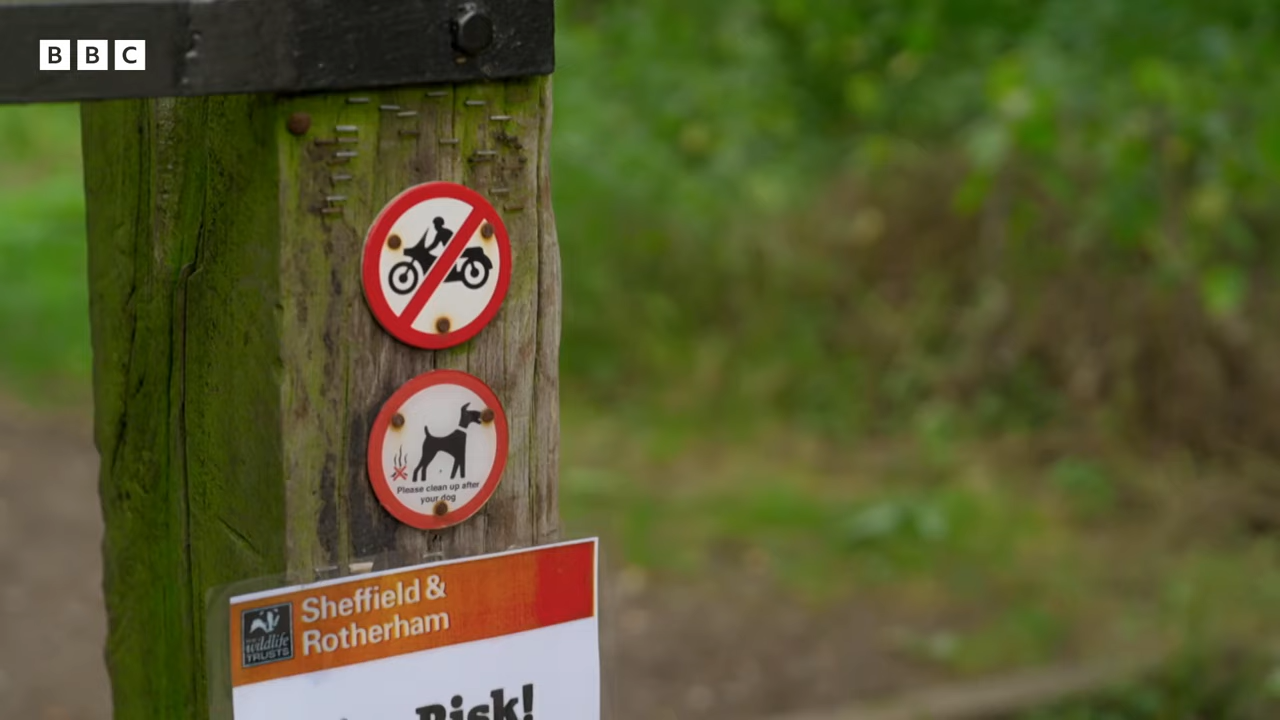 BBC
Please clean up after
your dog
Sheffield &
Rotherham
wildlife
TRUSTS
Risk!